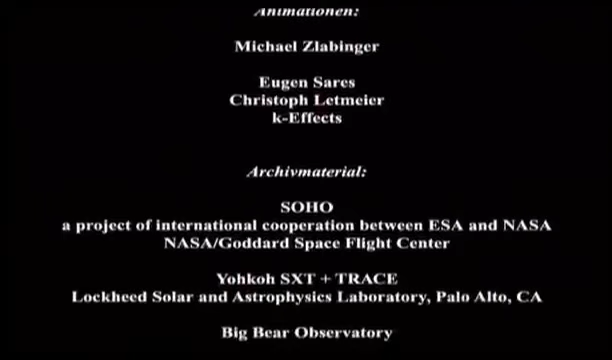 Animationen:
Michael Zlabinger
Eugen Sares
Christoph Letmeier
k-Effects
Archivmaterial:
SOHO
a project of international cooperation between ESA and NASA
NASA/Goddard Space Flight Center
Yohkoh SXT + TRACE
Lockheed Solar and Astrophysics Laboratory, Palo Alto, CA
Big Bear Observatory